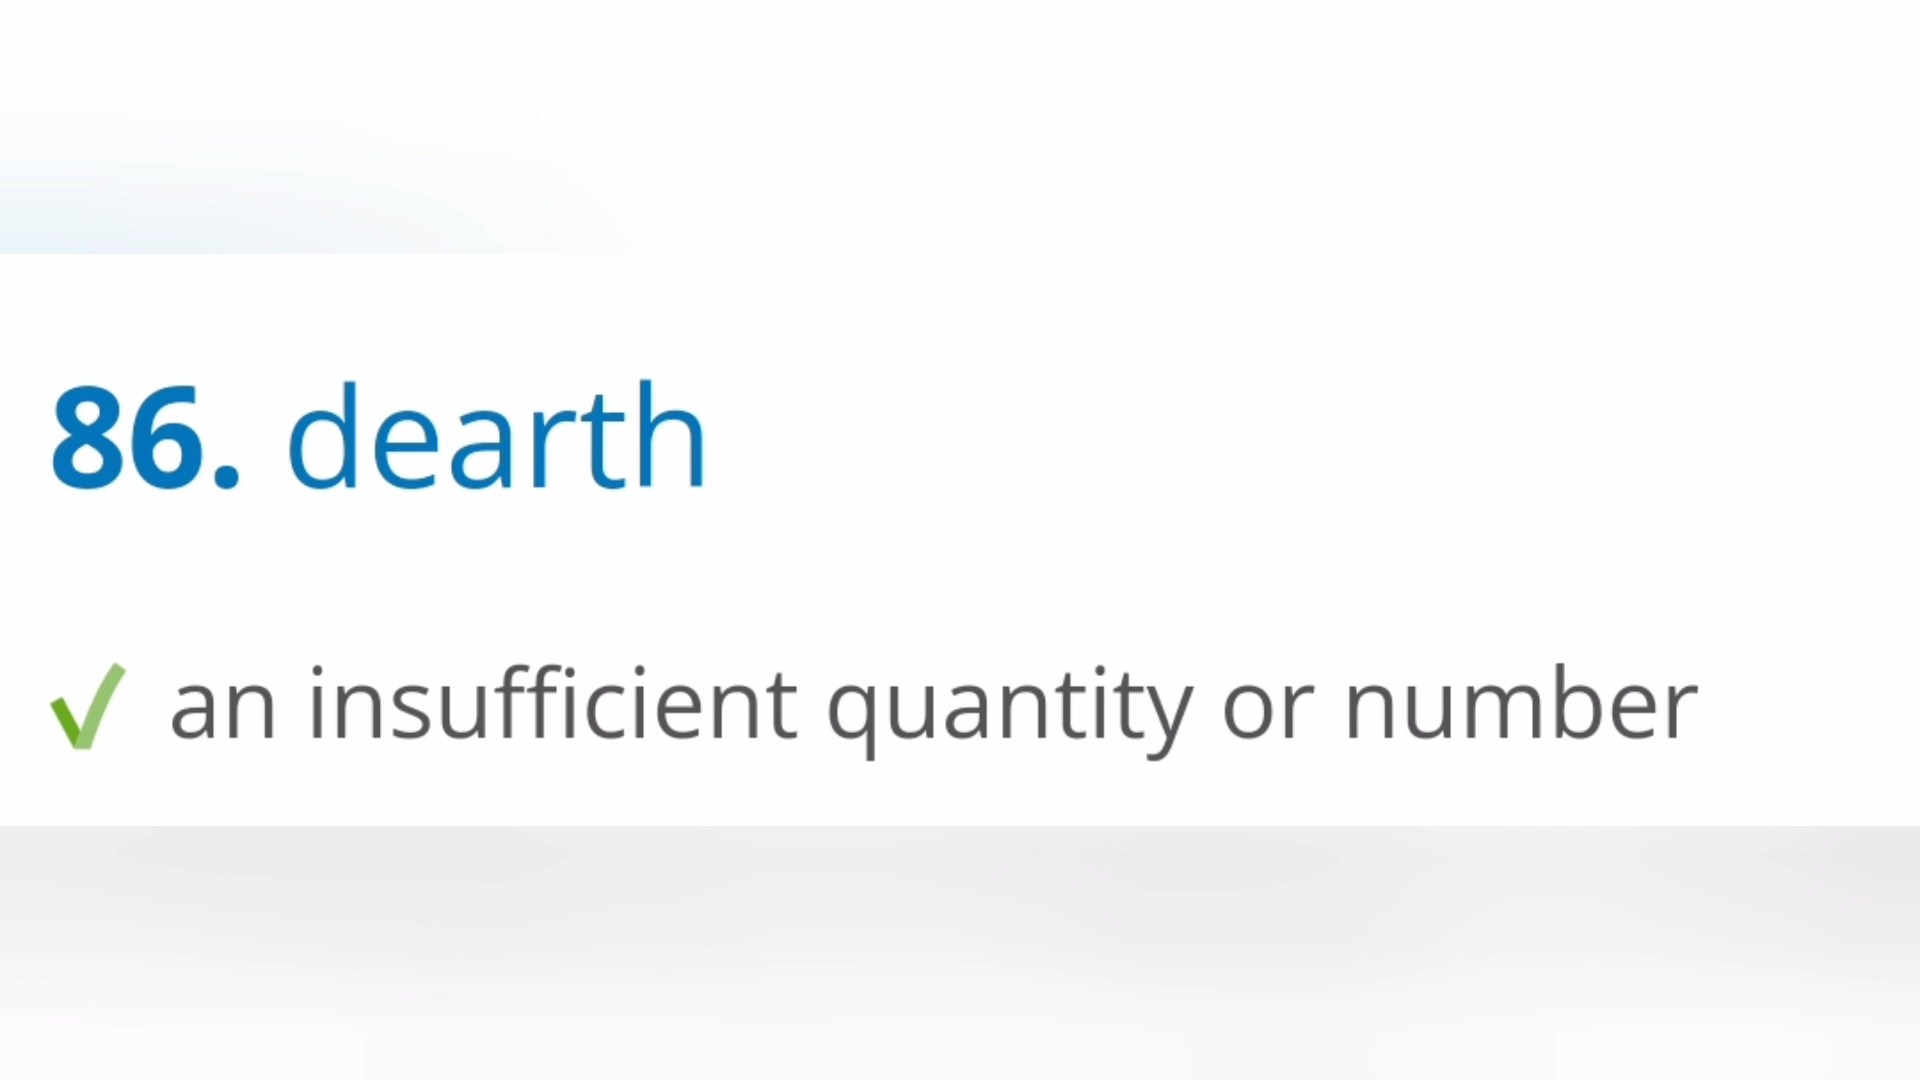 86. dearth
✓ an insufficient quantity or number